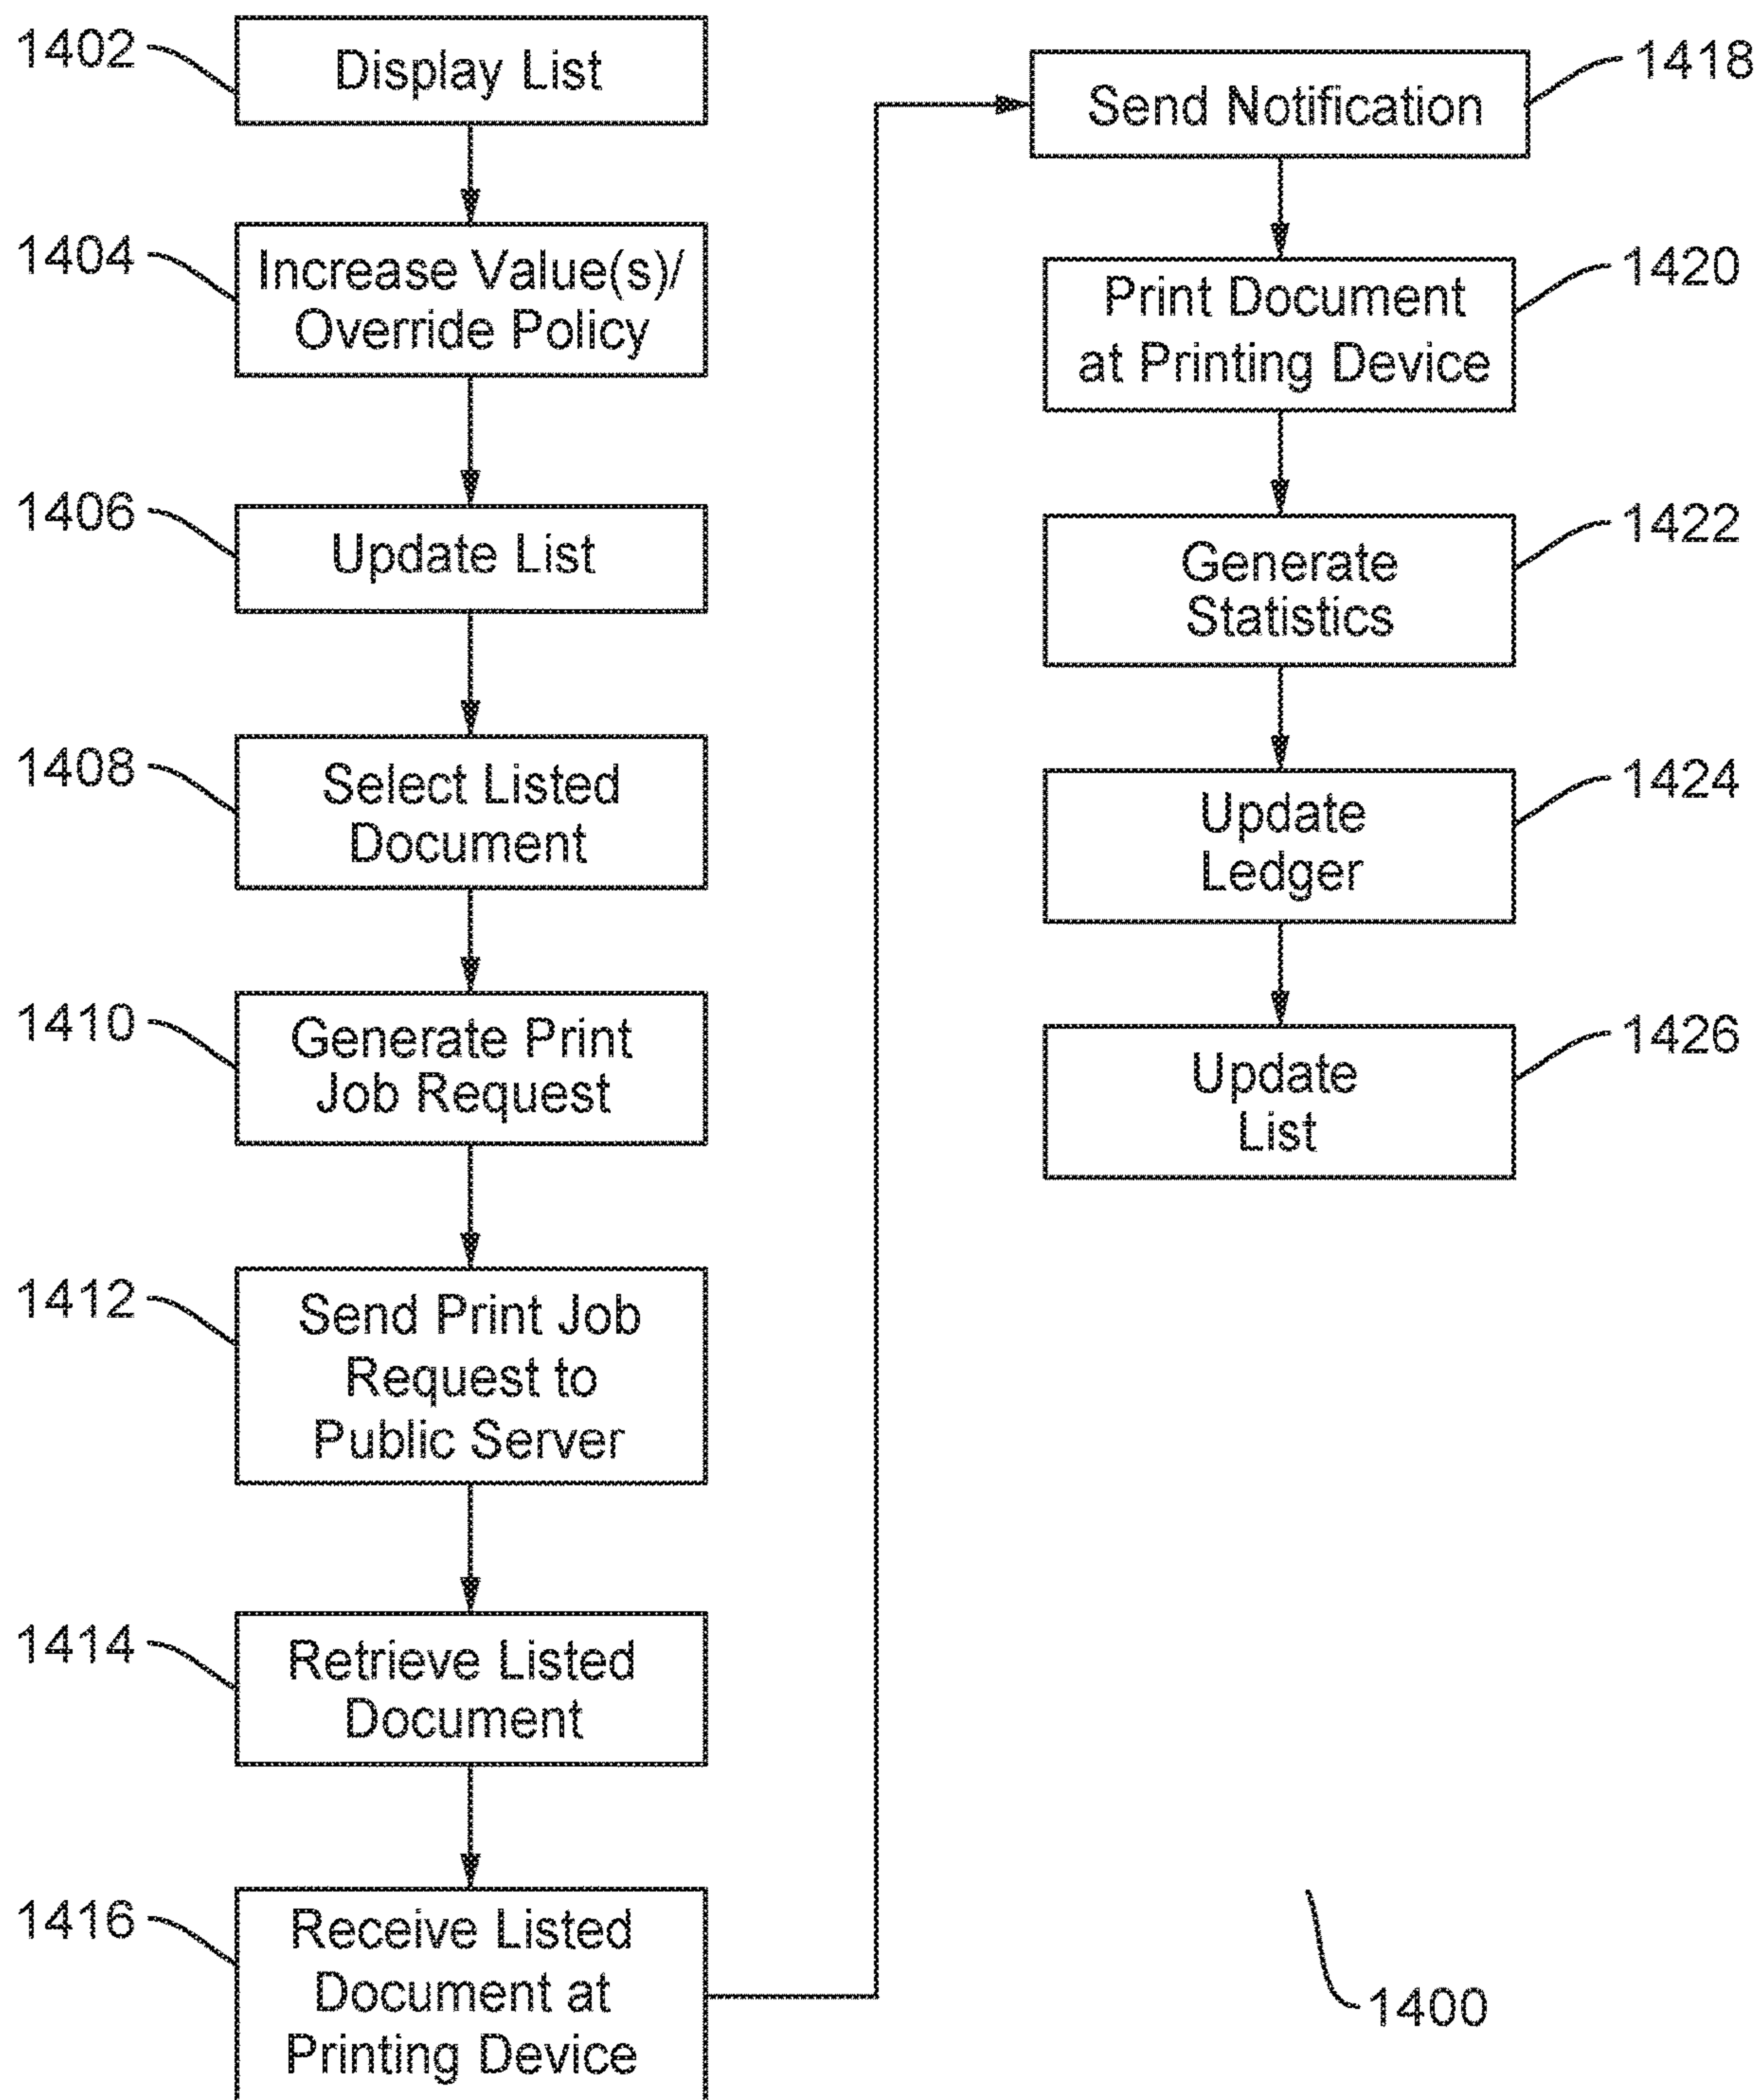 1402
Display List
1404
Increase Value(s)/
Override Policy
1406
Update List
1408
Select Listed
Document
1410
Generate Print
Job Request
1412
Send Print Job
Request to
Public Server
1414
Retrieve Listed
Document
1416
Receive Listed
Document at
Printing Device
1418
Send Notification
1420
Print Document
at Printing Device
1422
Generate
Statistics
1424
Update
Ledger
1426
Update
List
1400